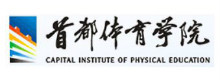 首都体育学院
CAPITAL INSTITUTE OF PHYSICAL EDUCATION